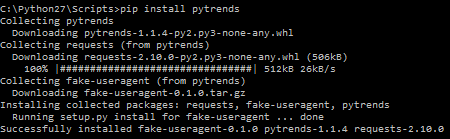 C:\Python27\Scripts>pip install pytrends
Collecting pytrends
  Downloading pytrends-1.1.4-py2.py3-none-any.whl
Collecting requests (from pytrends)
  Downloading requests-2.10.0-py2.py3-none-any.whl (506kB)
    100% |################################| 512kB 26kB/s
Collecting fake-useragent (from pytrends)
  Downloading fake-useragent-0.1.0.tar.gz
Installing collected packages: requests, fake-useragent, pytrends
  Running setup.py install for fake-useragent ... done
Successfully installed fake-useragent-0.1.0 pytrends-1.1.4 requests-2.10.0